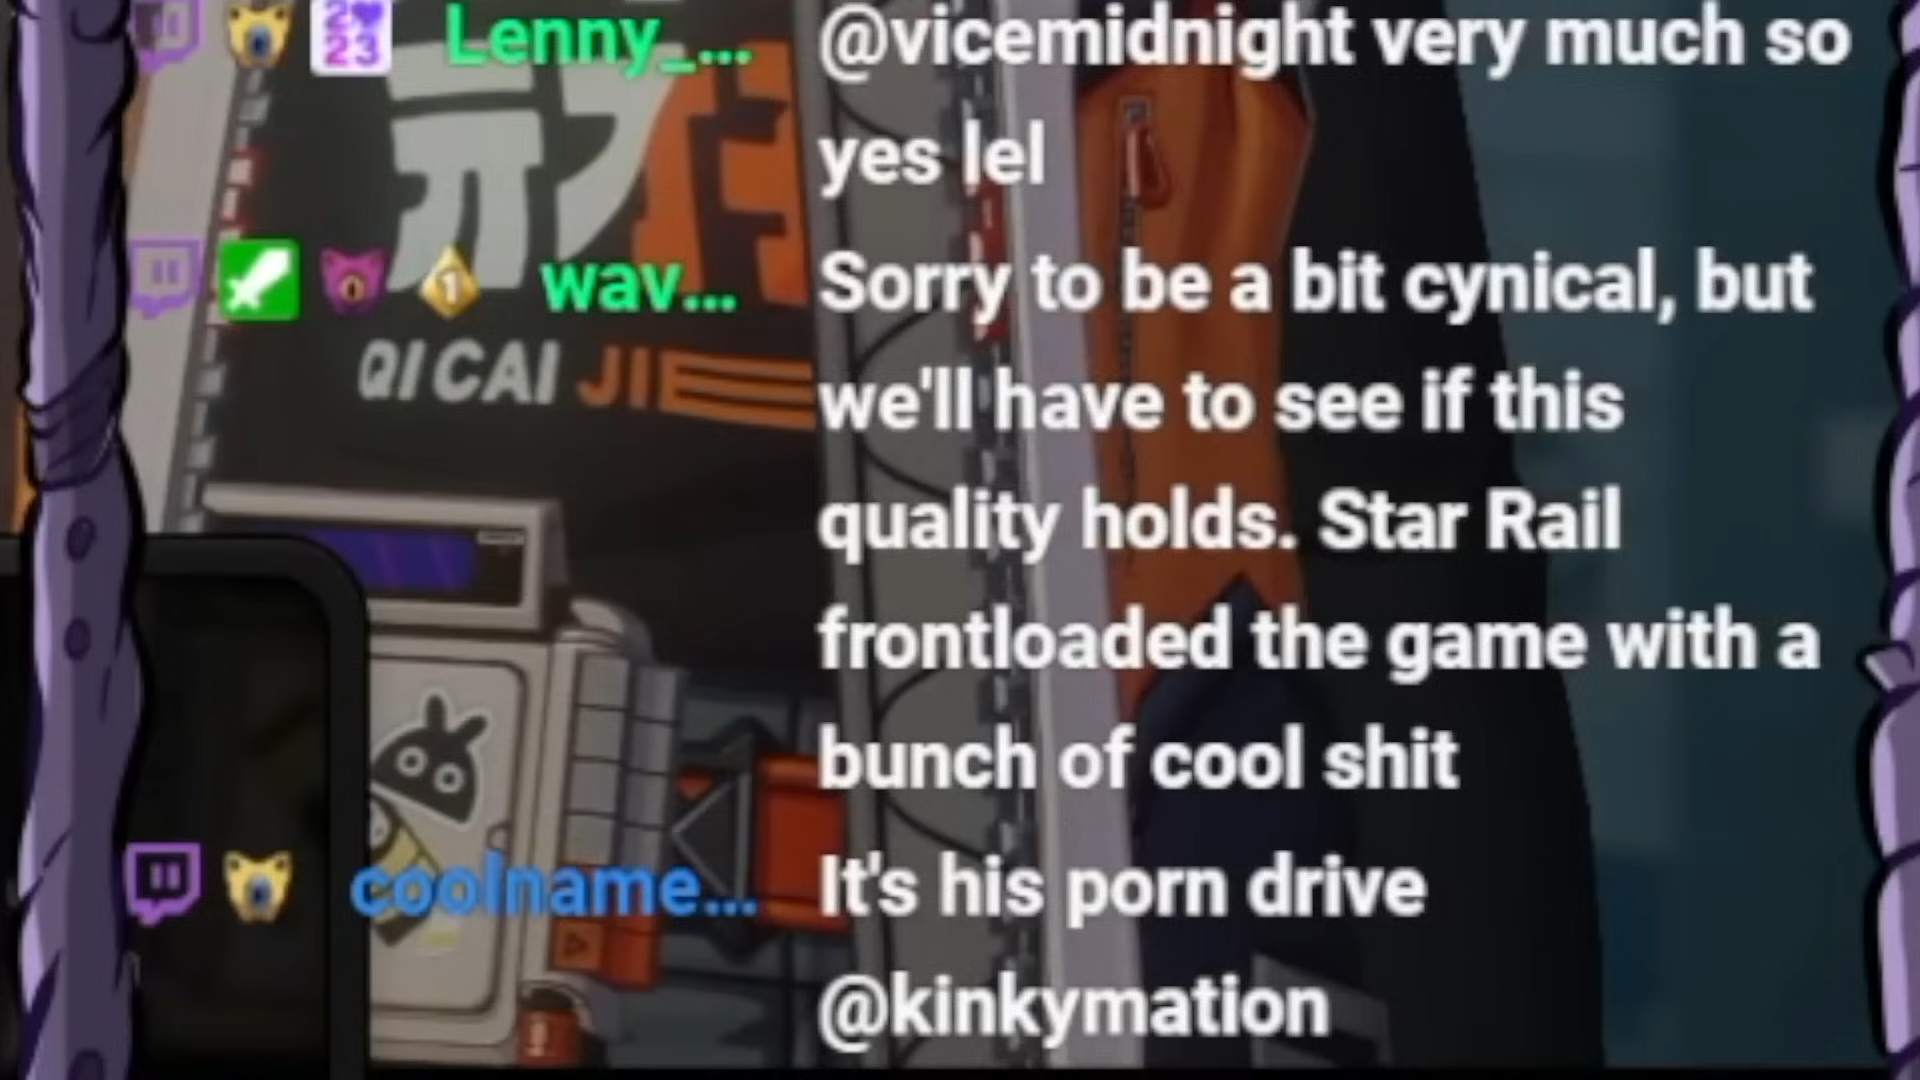 Lenny_... @vicemidnight very much so
yes lel
wav... Sorry to be a bit cynical, but
we'll have to see if this
quality holds. Star Rail
frontloaded the game with a
bunch of cool shit
coolname... It's his porn drive
@kinkymation
QICAI JIE